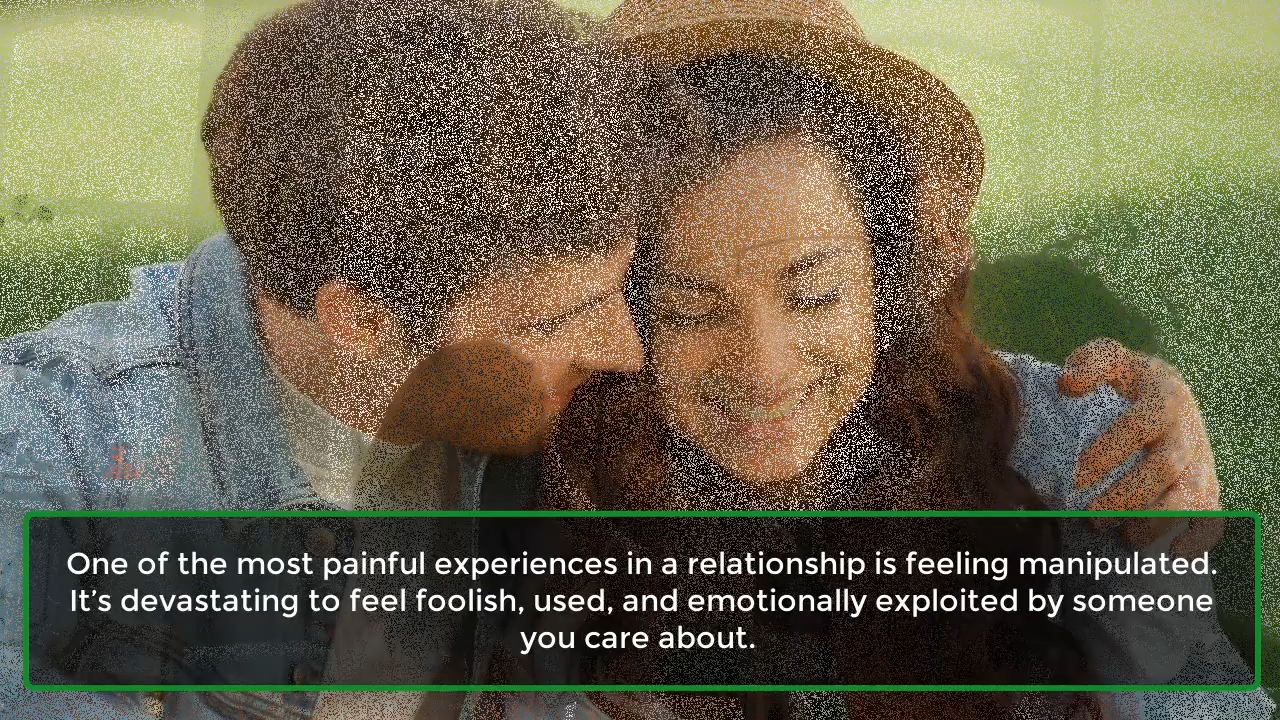 One of the most painful experiences in a relationship is feeling manipulated.
It’s devastating to feel foolish, used, and emotionally exploited by someone
you care about.